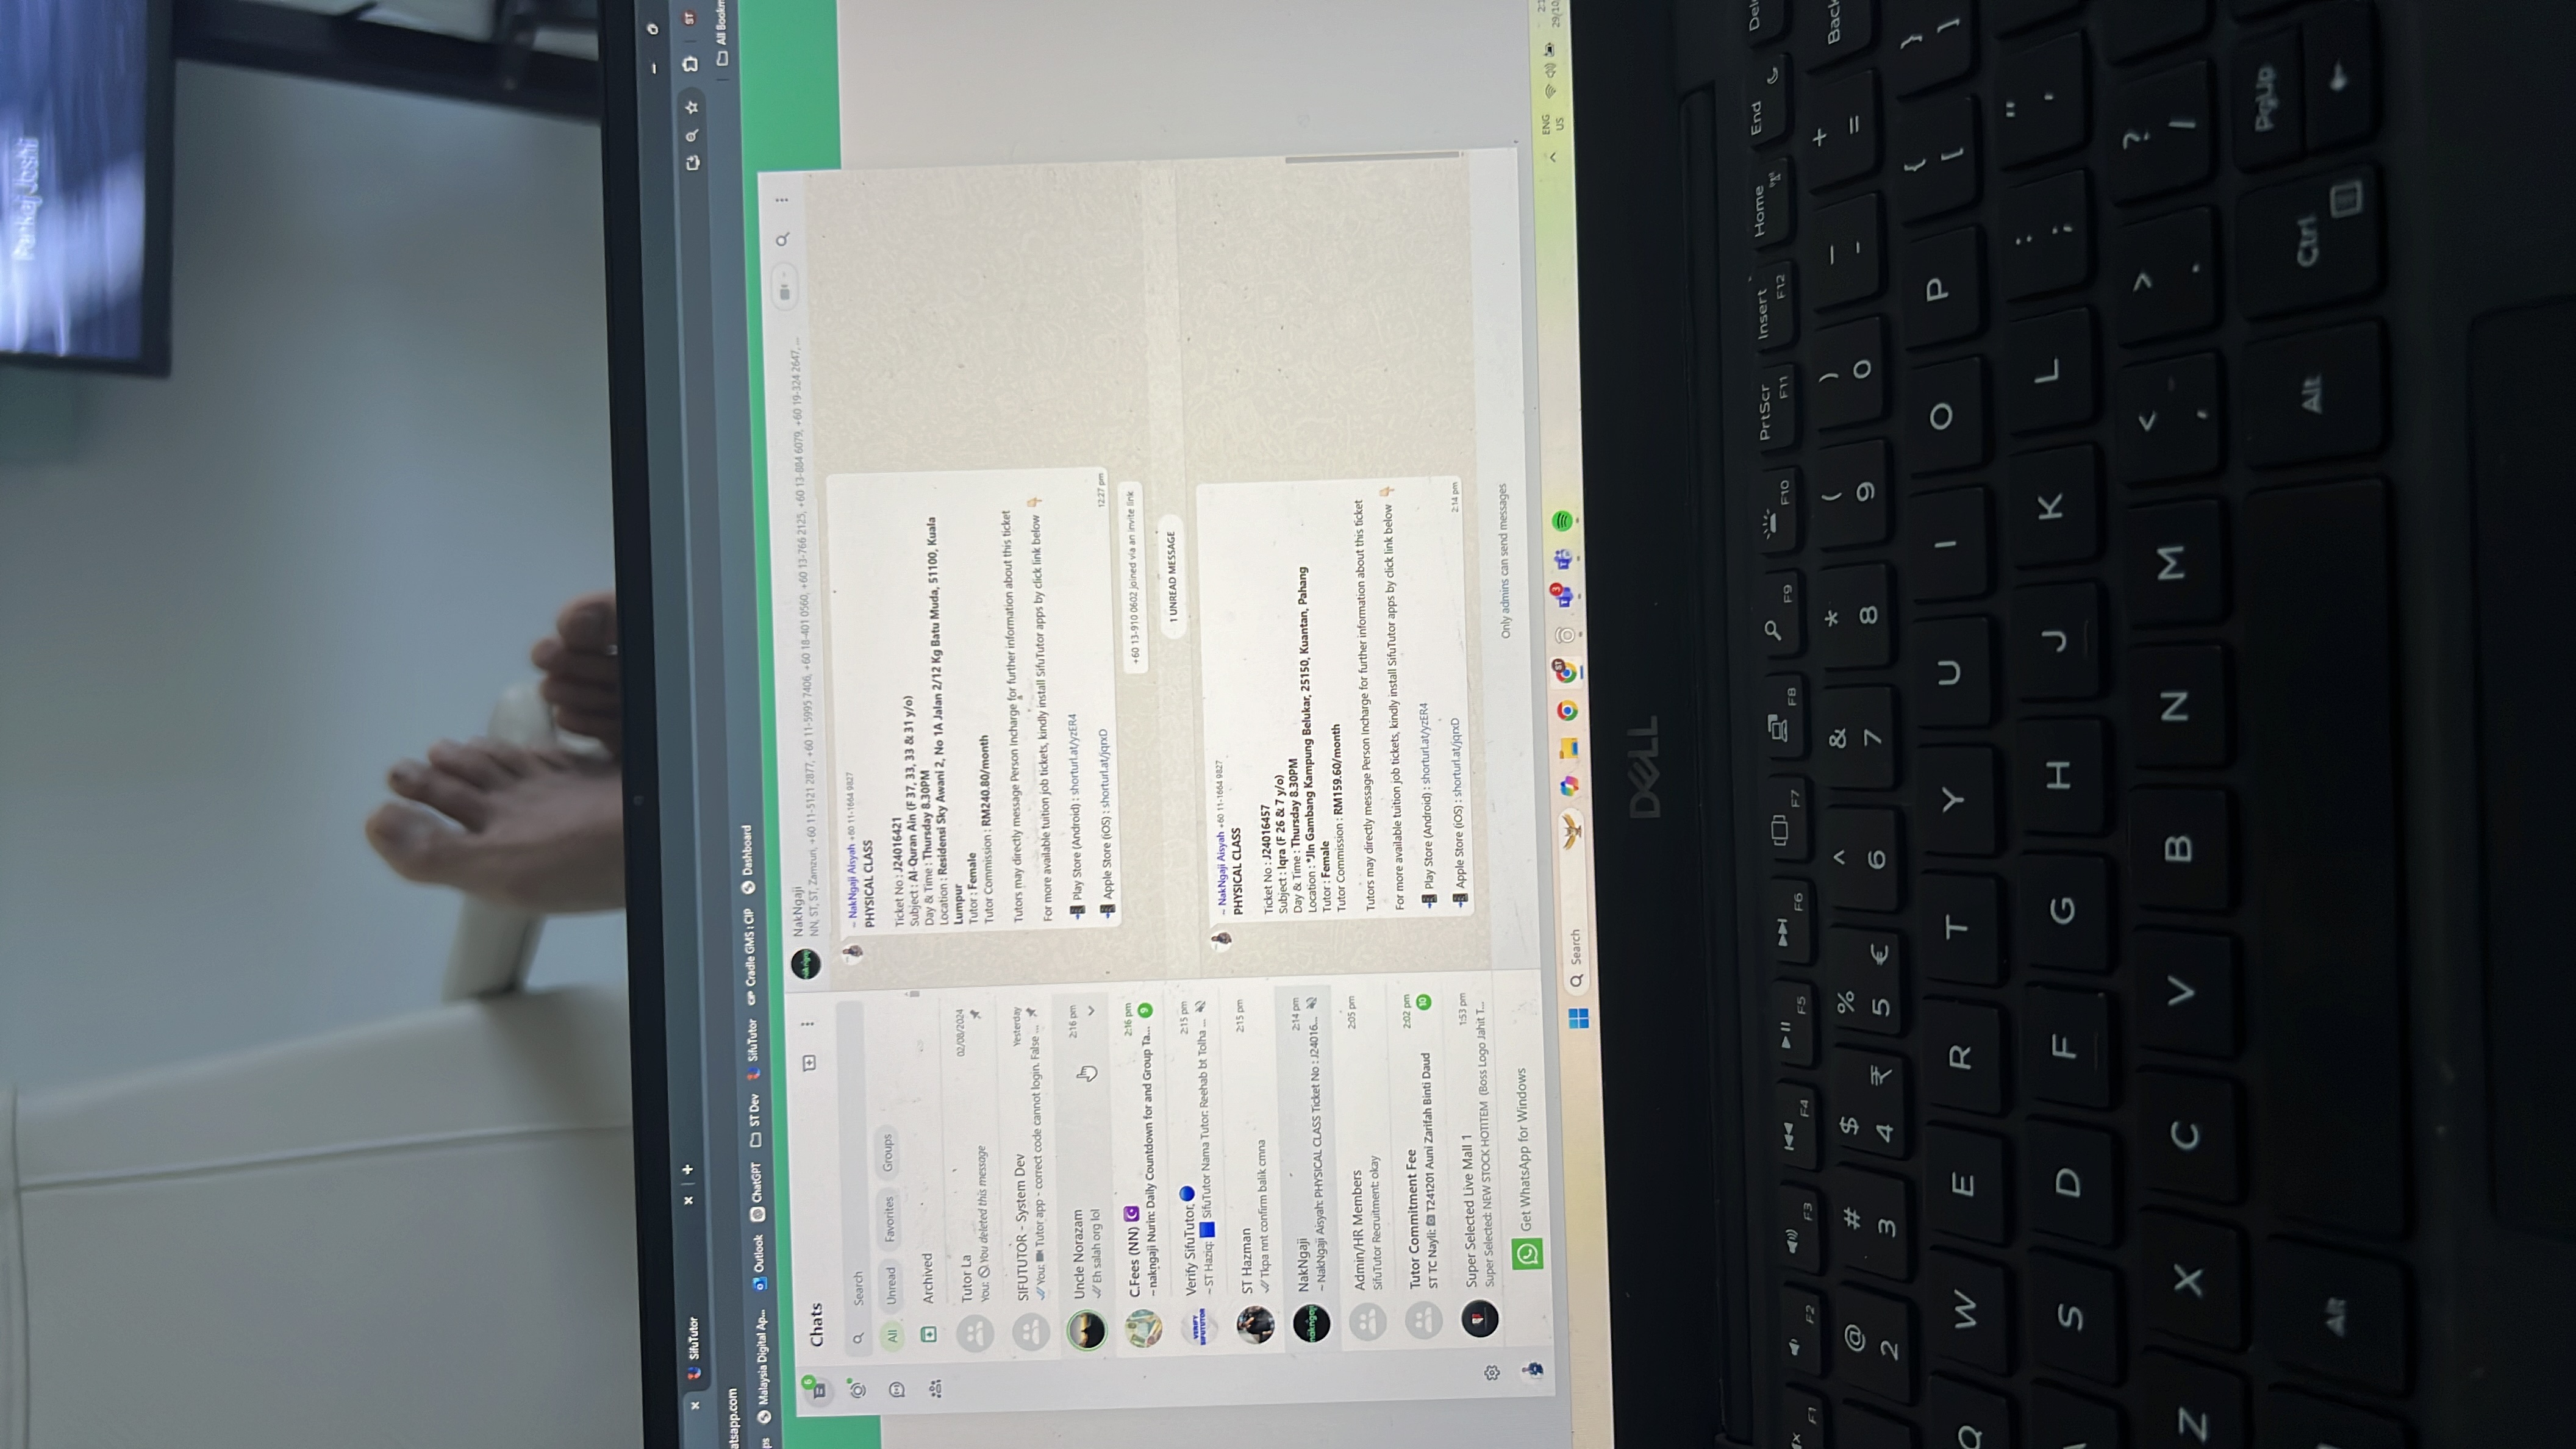 Pankaj Joshi
SifuTutor
atsapp.com
All Bookm
ps Malaysia Digital Ap... Outlook ChatGPT ST Dev SifuTutor Cradle GMS : CIP Dashboard
6
Chats
Search
All Unread Favorites Groups
Archived
Tutor La 02/08/2024
You: You deleted this message
SIFUTUTOR - System Dev Yesterday
You: Tutor app - correct code cannot login. False ...
Uncle Norazam 2:16 pm
Eh salah org lol
C.Fees (NN) 2:16 pm
~nakngaji Nurin: Daily Countdown for and Group Ta... 9
VERIFY SIFUTUTOR
Verify SifuTutor 2:15 pm
~ST Haziq: SifuTutor Nama Tutor: Reehab bt Tolha ...
ST Hazman 2:15 pm
Tkpa nnt confirm balik cmna
nakngaji
NakNgaji 2:14 pm
~NakNgaji Aisyah: PHYSICAL CLASS Ticket No : J24016...
Admin/HR Members 2:05 pm
SifuTutor Recruitment: okay
Tutor Commitment Fee 2:02 pm
ST TC Nayli: T241201 Auni Zarifah Binti Daud 10
Super Selected Live Mall 1 1:53 pm
Super Selected: NEW STOCK HOTITEM (Boss Logo Jahit T...
Get WhatsApp for Windows
NakNgaji
NN, ST, ST, Zamzuri, +60 11-5121 2877, +60 11-5995 7406, +60 18-401 0560, +60 13-766 2125, +60 13-884 6079, +60 19-324 2647, ...
~ NakNgaji Aisyah +60 11-1664 9827
PHYSICAL CLASS
Ticket No : J24016421
Subject : Al-Quran Ain (F 37, 33, 33 & 31 y/o)
Day & Time : Thursday 8.30PM
Location : Residensi Sky Awani 2, No 1A Jalan 2/12 Kg Batu Muda, 51100, Kuala
Lumpur
Tutor : Female
Tutor Commission : RM240.80/month
Tutors may directly message Person Incharge for further information about this ticket
For more available tuition job tickets, kindly install SifuTutor apps by click link below
Play Store (Android) : shorturl.at/yzER4
Apple Store (iOS) : shorturl.at/jqrxD
12:27 pm
+60 13-910 0602 joined via an invite link
1 UNREAD MESSAGE
~ NakNgaji Aisyah +60 11-1664 9827
PHYSICAL CLASS
Ticket No : J24016457
Subject : Iqra (F 26 & 7 y/o)
Day & Time : Thursday 8.30PM
Location : *Jln Gambang Kampung Belukar, 25150, Kuantan, Pahang
Tutor : Female
Tutor Commission : RM159.60/month
Tutors may directly message Person Incharge for further information about this ticket
For more available tuition job tickets, kindly install SifuTutor apps by click link below
Play Store (Android) : shorturl.at/yzER4
Apple Store (iOS) : shorturl.at/jqrxD
2:14 pm
Only admins can send messages
Search
ST
3
ENG
US
29/10
DELL
F1 F2 F3 F4 F5 F6 F7 F8 F9 F10 PrtScr F11 Insert F12 Home End Del
@ 2 # 3 $ 4 ₹ % 5 € ^ 6 & 7 * 8 ( 9 ) 0 _ - + = Back
Q W E R T Y U I O P { [ } ]
S D F G H J K L : ; " '
Z X C V B N M < , > . ? /
Alt Alt Ctrl PgUp